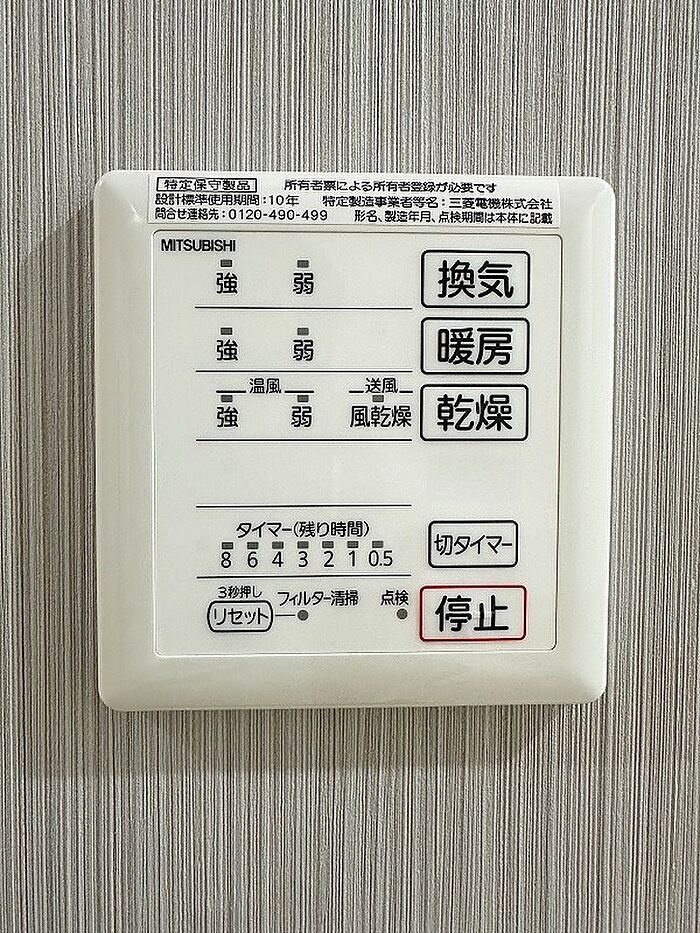 特定保守製品 所有者票による所有者登録が必要です
設計標準使用期間:10年 特定製造事業者等名:三菱電機株式会社
問合せ連絡先:0120-490-499 形名、製造年月、点検期間は本体に記載
MITSUBISHI
強 弱 換気
強 弱 暖房
温風 送風
強 弱 風乾燥 乾燥
タイマー(残り時間)
8 6 4 3 2 1 0.5 切タイマー
3秒押し
リセット フィルター清掃 点検 停止